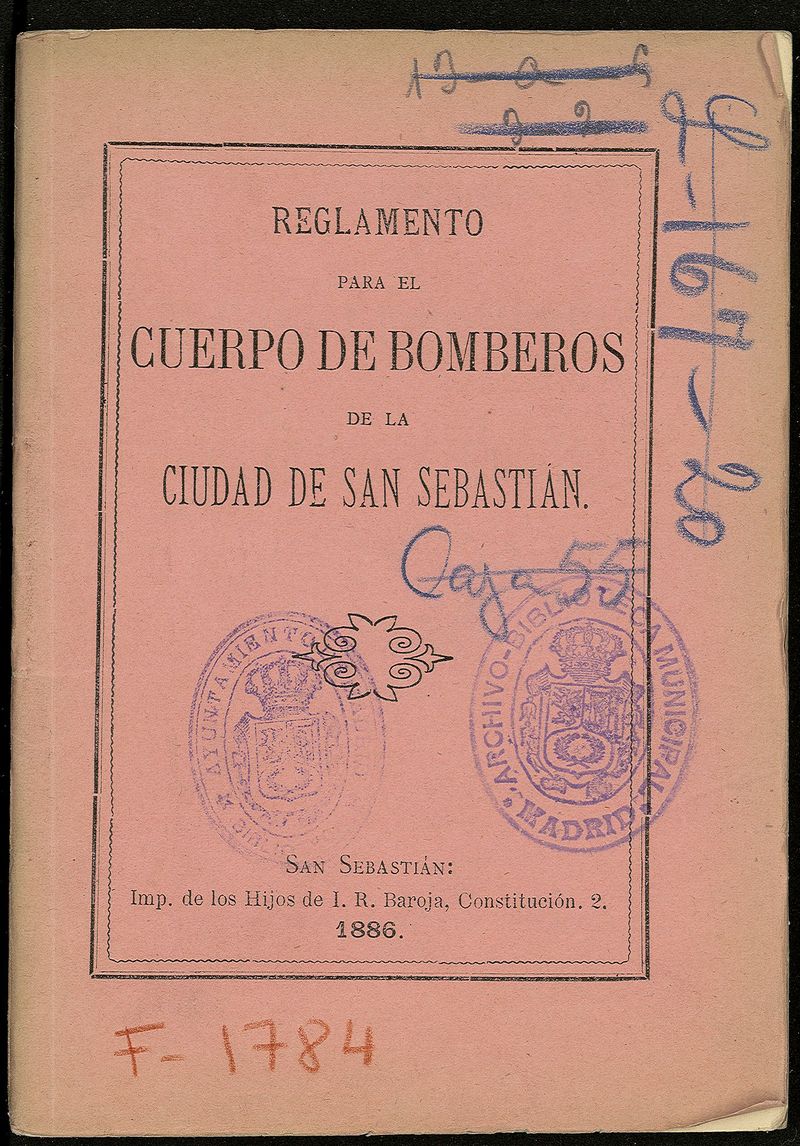 REGLAMENTO
PARA EL
CUERPO DE BOMBEROS
DE LA
CIUDAD DE SAN SEBASTIÁN.
Caja 55
AYUNTAMIENTO
ARCHIVO-BIBLIOTECA MUNICIPAL
MADRID
SAN SEBASTIÁN:
Imp. de los Hijos de I. R. Baroja, Constitución. 2.
1886.
F-1784